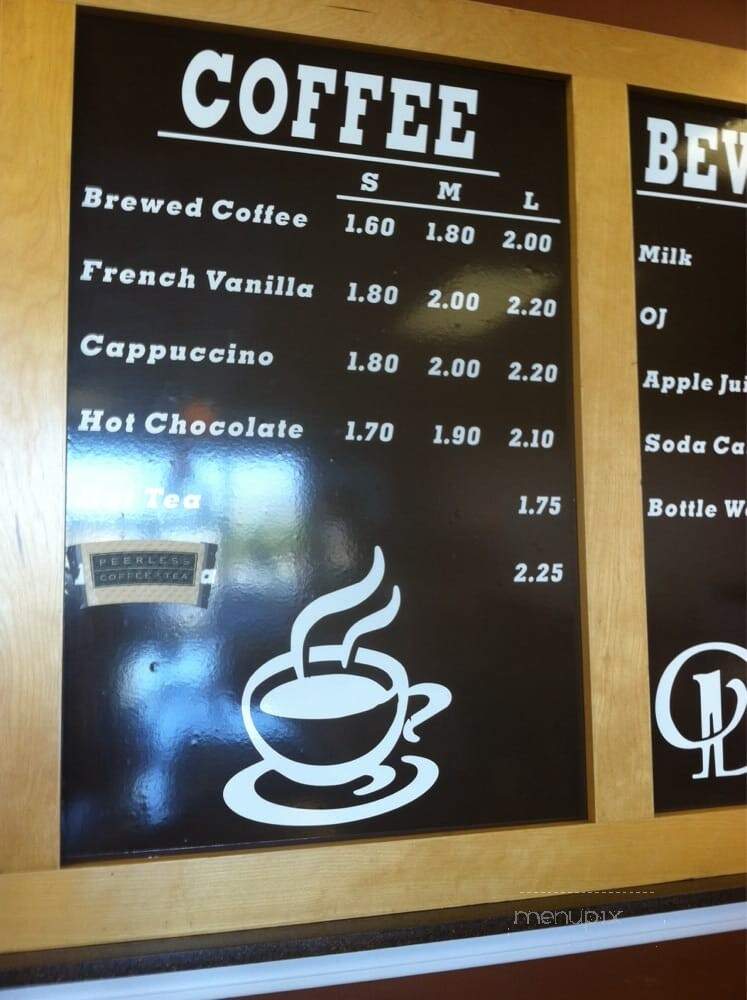 COFFEE
S M L
Brewed Coffee 1.60 1.80 2.00
French Vanilla 1.80 2.00 2.20
Cappuccino 1.80 2.00 2.20
Hot Chocolate 1.70 1.90 2.10
Tea 1.75
PEERLESS
COFFEE & TEA
2.25
BEV
Milk
OJ
Apple Jui
Soda Ca
Bottle W
menupix